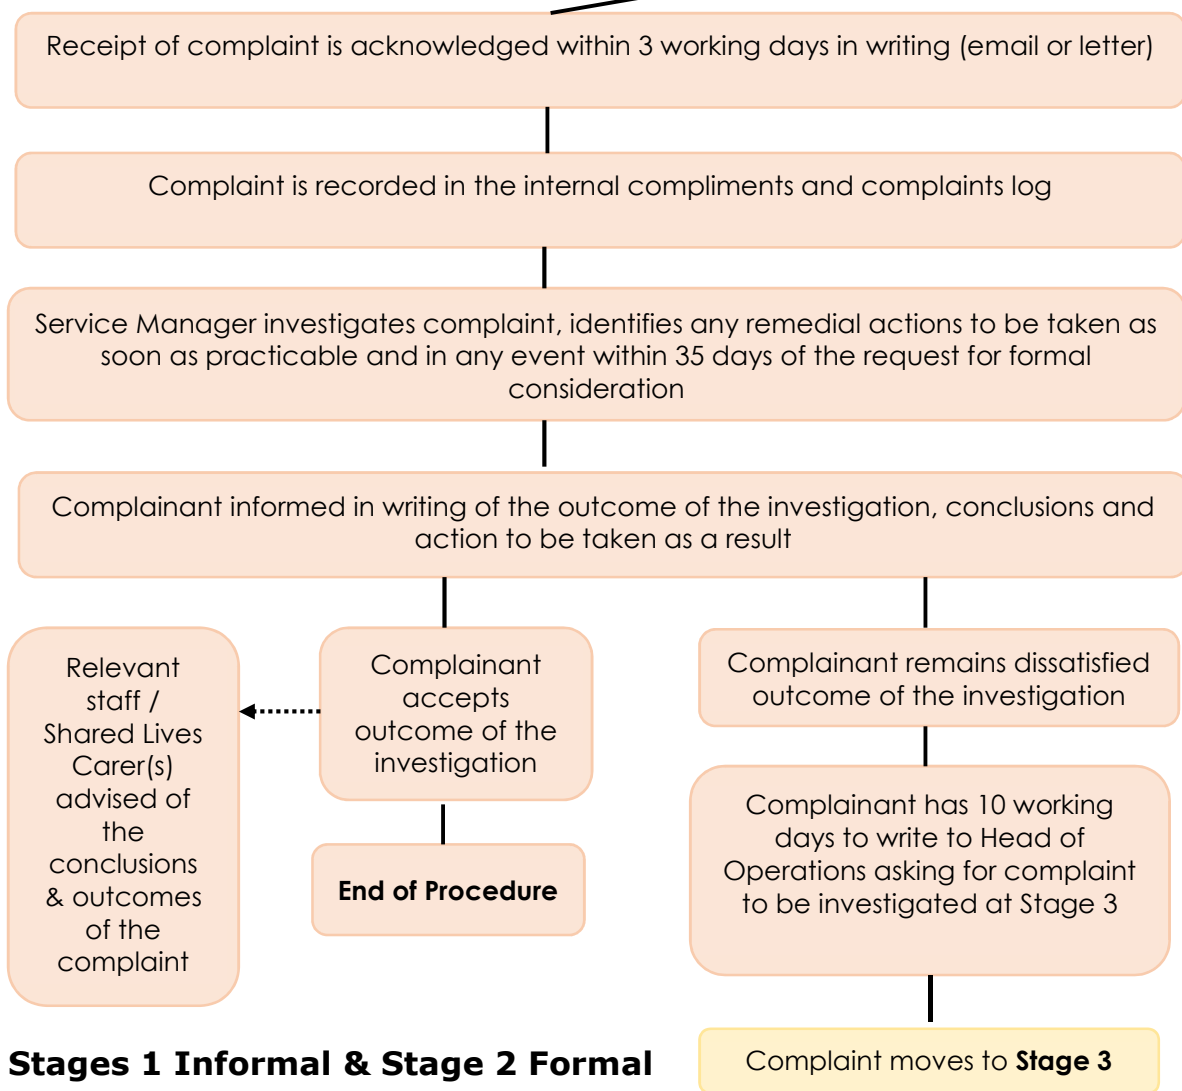 Receipt of complaint is acknowledged within 3 working days in writing (email or letter)
Complaint is recorded in the internal compliments and complaints log
Service Manager investigates complaint, identifies any remedial actions to be taken as
soon as practicable and in any event within 35 days of the request for formal
consideration
Complainant informed in writing of the outcome of the investigation, conclusions and
action to be taken as a result
Relevant
staff /
Shared Lives
Carer(s)
advised of
the
conclusions
& outcomes
of the
complaint
Complainant
accepts
outcome of the
investigation
End of Procedure
Complainant remains dissatisfied
outcome of the investigation
Complainant has 10 working
days to write to Head of
Operations asking for complaint
to be investigated at Stage 3
Stages 1 Informal & Stage 2 Formal
Complaint moves to Stage 3